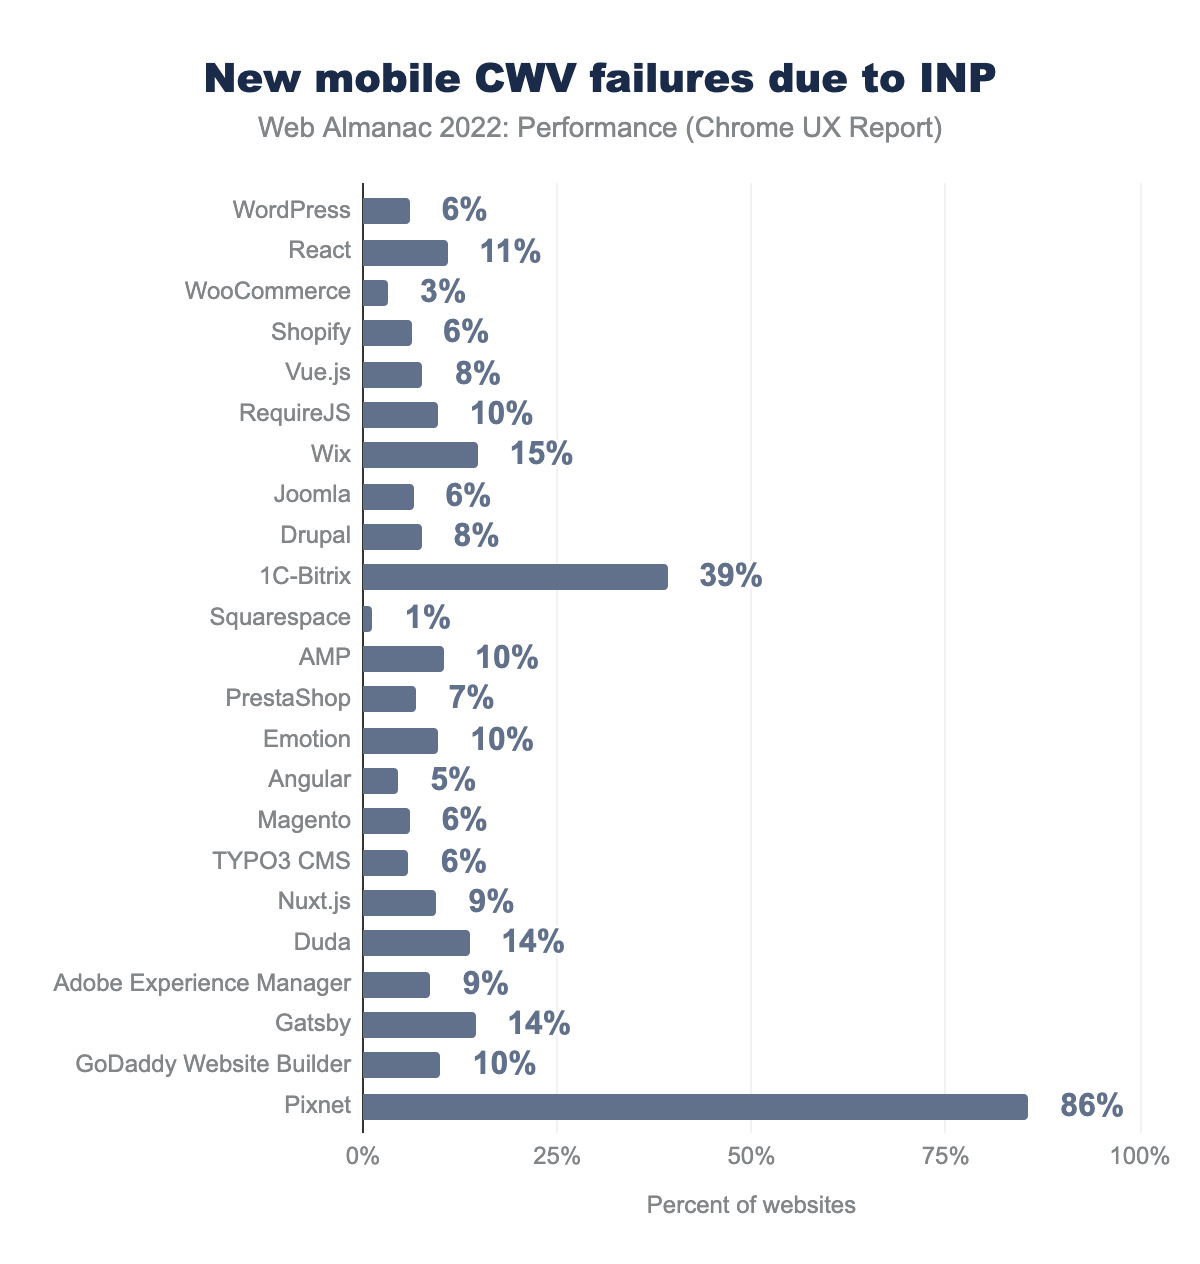 New mobile CWV failures due to INP
Web Almanac 2022: Performance (Chrome UX Report)
WordPress 6%
React 11%
WooCommerce 3%
Shopify 6%
Vue.js 8%
RequireJS 10%
Wix 15%
Joomla 6%
Drupal 8%
1C-Bitrix 39%
Squarespace 1%
AMP 10%
PrestaShop 7%
Emotion 10%
Angular 5%
Magento 6%
TYPO3 CMS 6%
Nuxt.js 9%
Duda 14%
Adobe Experience Manager 9%
Gatsby 14%
GoDaddy Website Builder 10%
Pixnet 86%
0% 25% 50% 75% 100%
Percent of websites